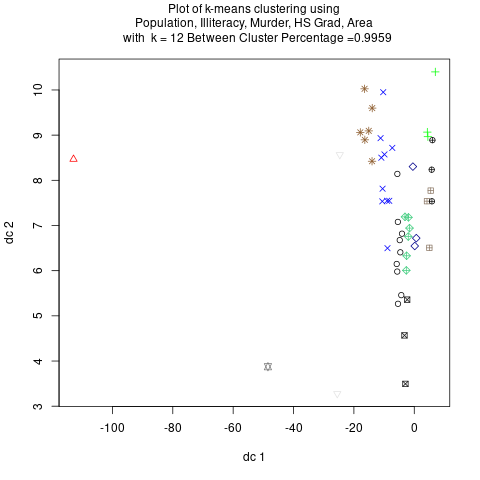 Plot of k-means clustering using
Population, Illiteracy, Murder, HS Grad, Area
with k = 12 Between Cluster Percentage =0.9959
10
9
8
7
6
5
4
3
dc 2
-100
-80
-60
-40
-20
0
dc 1